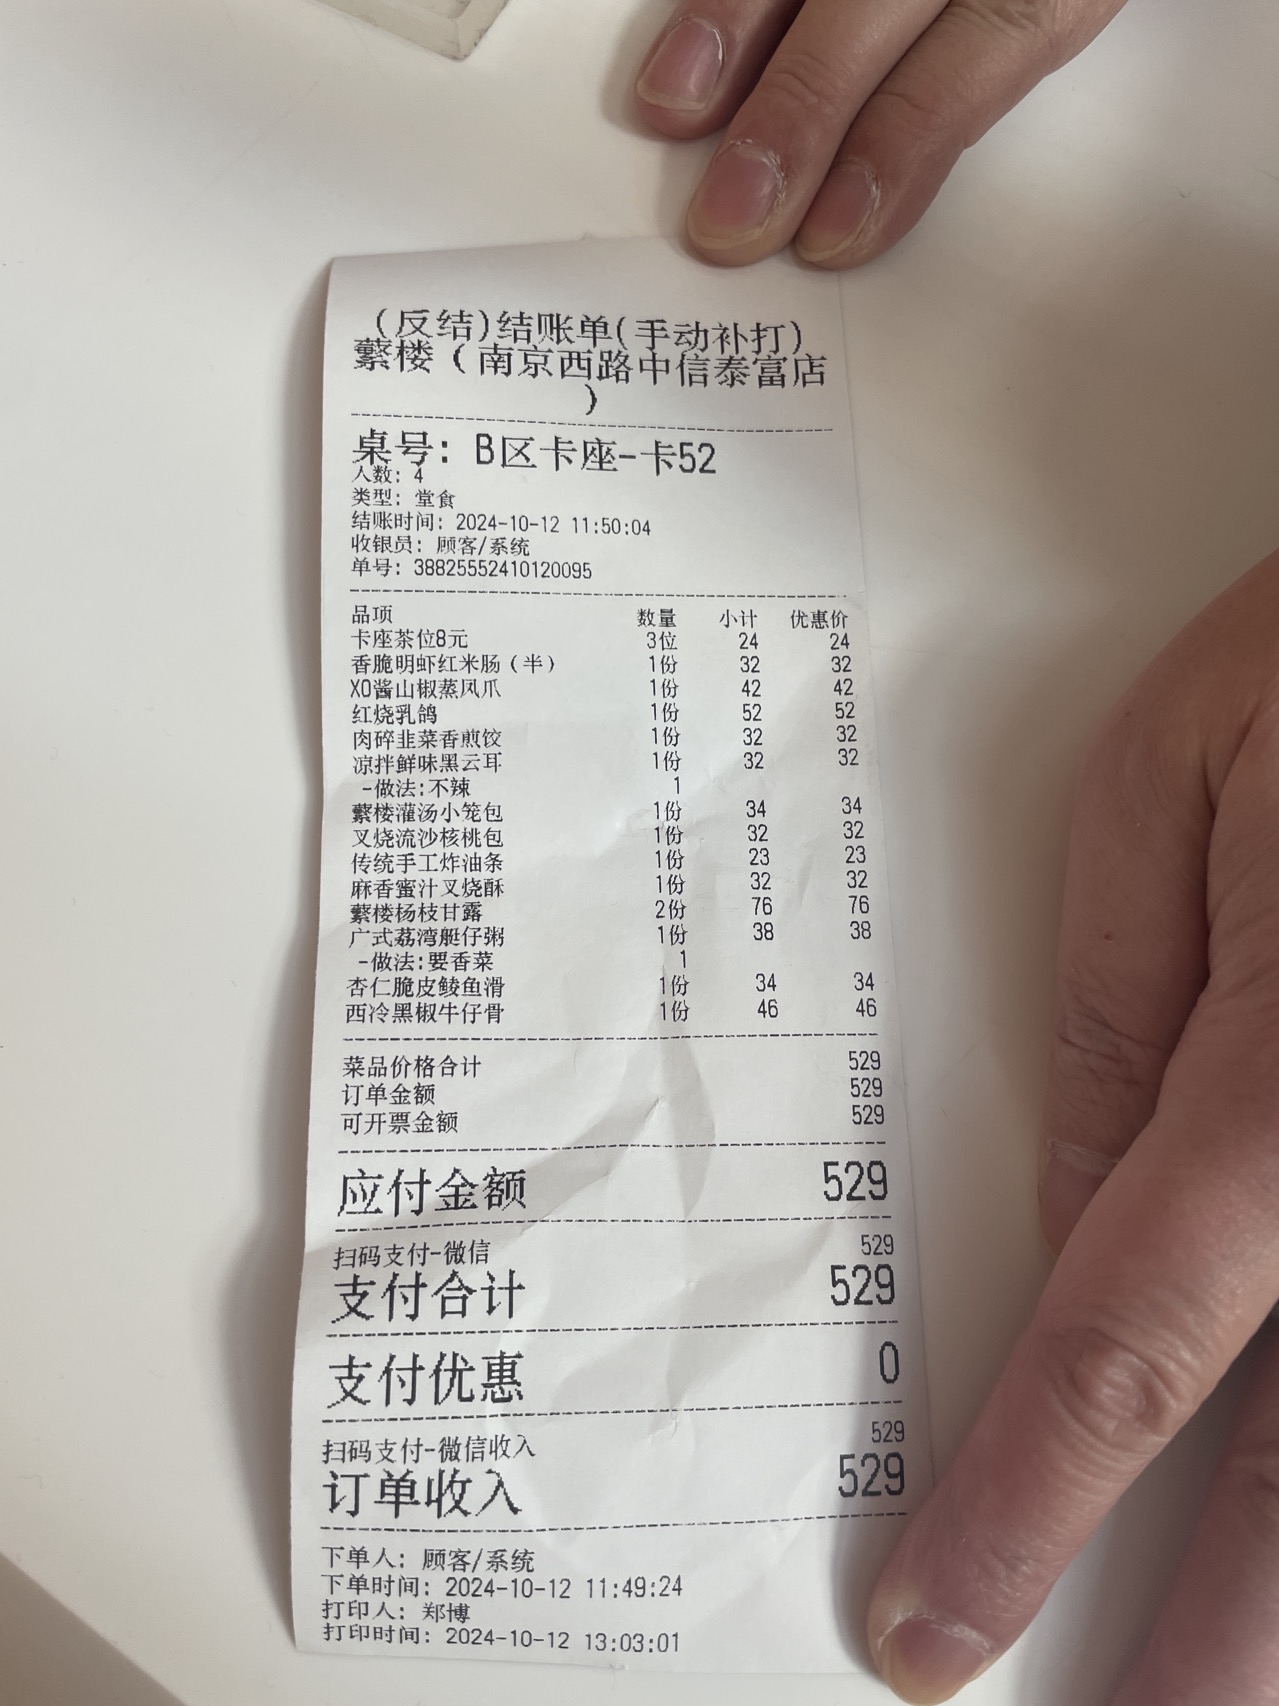 (反结)结账单(手动补打)
蘩楼（南京西路中信泰富店
）
桌号: B区卡座-卡52
人数: 4
类型: 堂食
结账时间: 2024-10-12 11:50:04
收银员: 顾客/系统
单号: 38825552410120095
品项 数量 小计 优惠价
卡座茶位8元 3位 24 24
香脆明虾红米肠（半） 1份 32 32
XO酱山椒蒸凤爪 1份 42 42
红烧乳鸽 1份 52 52
肉碎韭菜香煎饺 1份 32 32
凉拌鲜味黑云耳 1份 32 32
-做法:不辣 1
蘩楼灌汤小笼包 1份 34 34
叉烧流沙核桃包 1份 32 32
传统手工炸油条 1份 23 23
麻香蜜汁叉烧酥 1份 32 32
蘩楼杨枝甘露 2份 76 76
广式荔湾艇仔粥 1份 38 38
-做法:要香菜 1
杏仁脆皮鲮鱼滑 1份 34 34
西冷黑椒牛仔骨 1份 46 46
菜品价格合计 529
订单金额 529
可开票金额 529
应付金额 529
扫码支付-微信 529
支付合计 529
支付优惠 0
扫码支付-微信收入 529
订单收入 529
下单人: 顾客/系统
下单时间: 2024-10-12 11:49:24
打印人: 郑博
打印时间: 2024-10-12 13:03:01